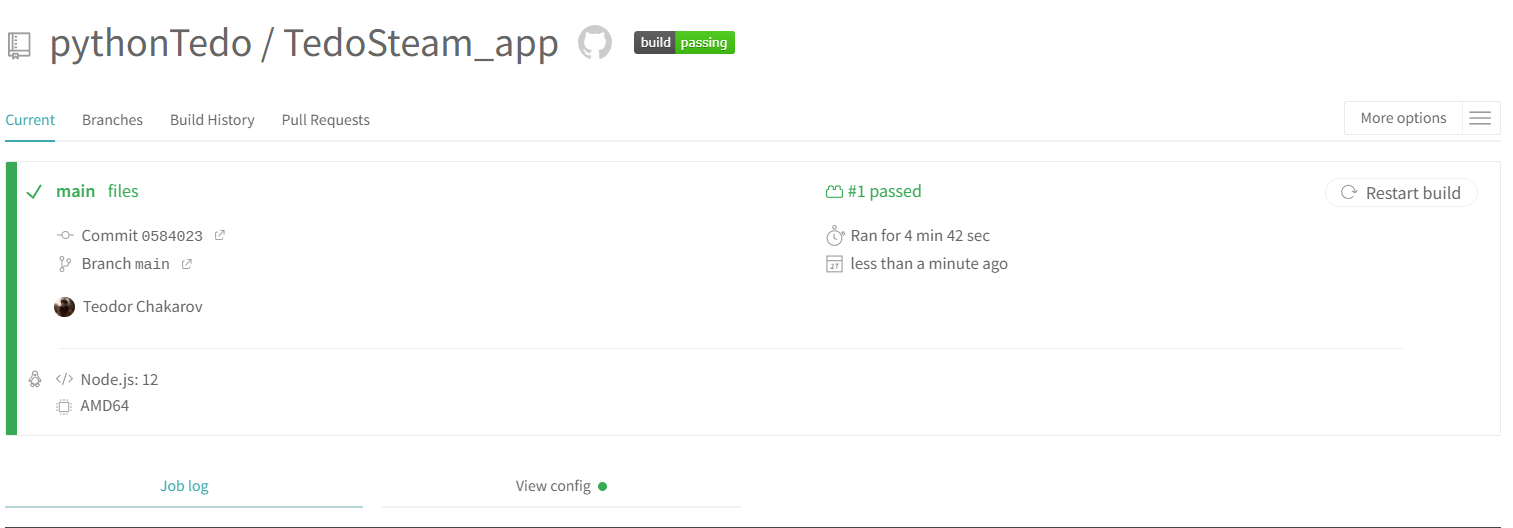 pythonTedo / TedoSteam_app build passing
Current Branches Build History Pull Requests More options
main files #1 passed Restart build
Commit 0584023 Ran for 4 min 42 sec
Branch main 27 less than a minute ago
Teodor Chakarov
</> Node.js: 12
AMD64
Job log View config